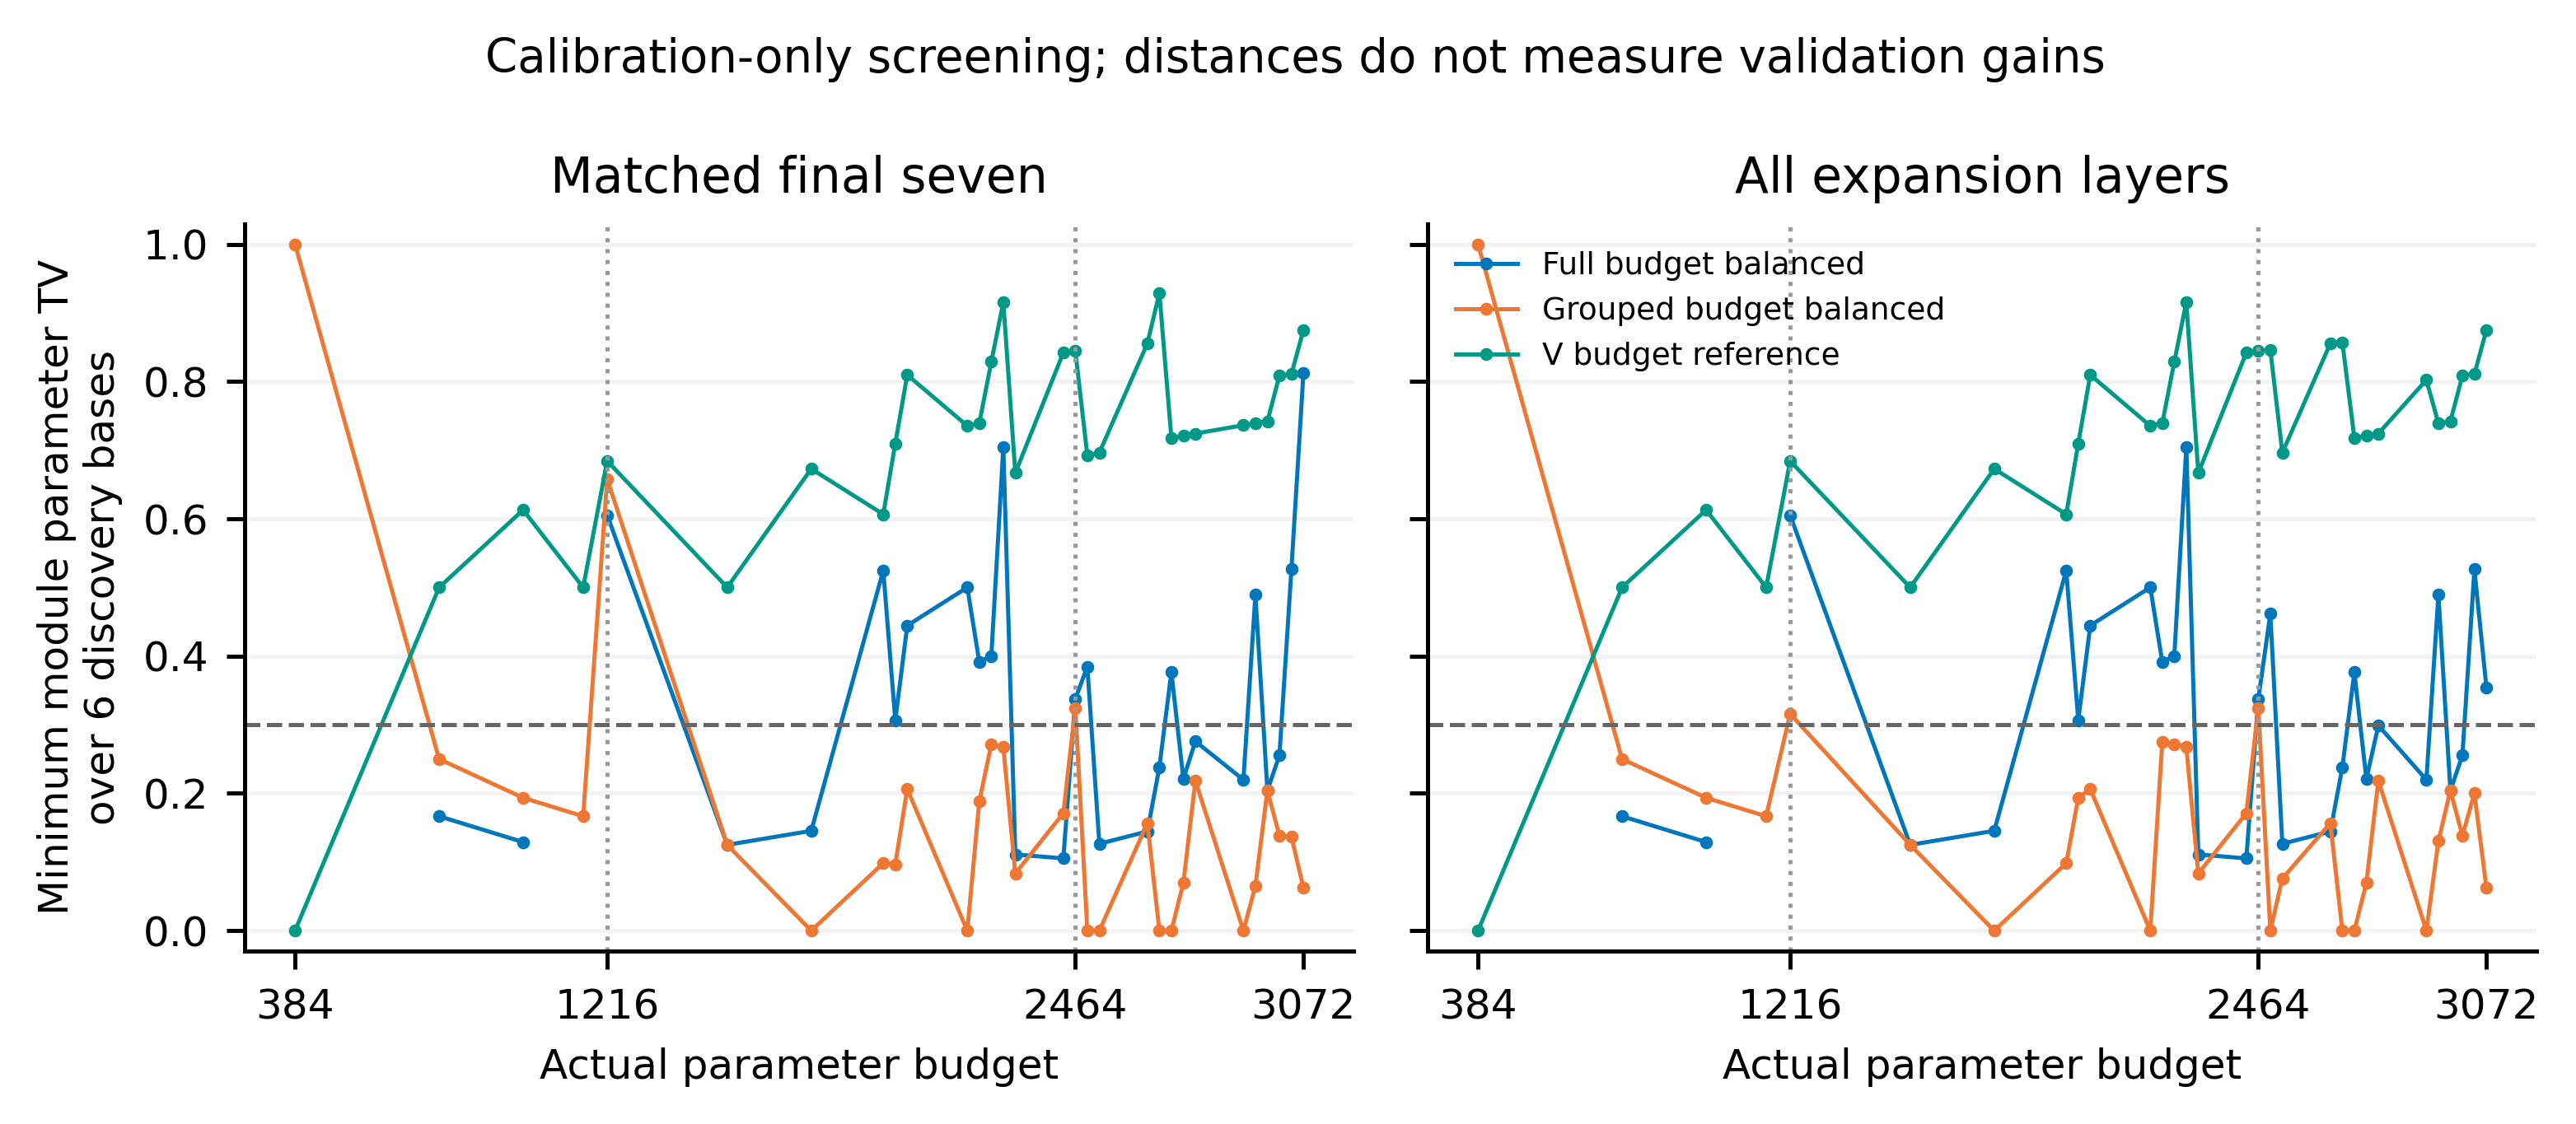 Calibration-only screening; distances do not measure validation gains
Matched final seven
All expansion layers
Minimum module parameter TV
over 6 discovery bases
1.0
0.8
0.6
0.4
0.2
0.0
Full budget balanced
Grouped budget balanced
V budget reference
384
1216
2464
3072
384
1216
2464
3072
Actual parameter budget
Actual parameter budget